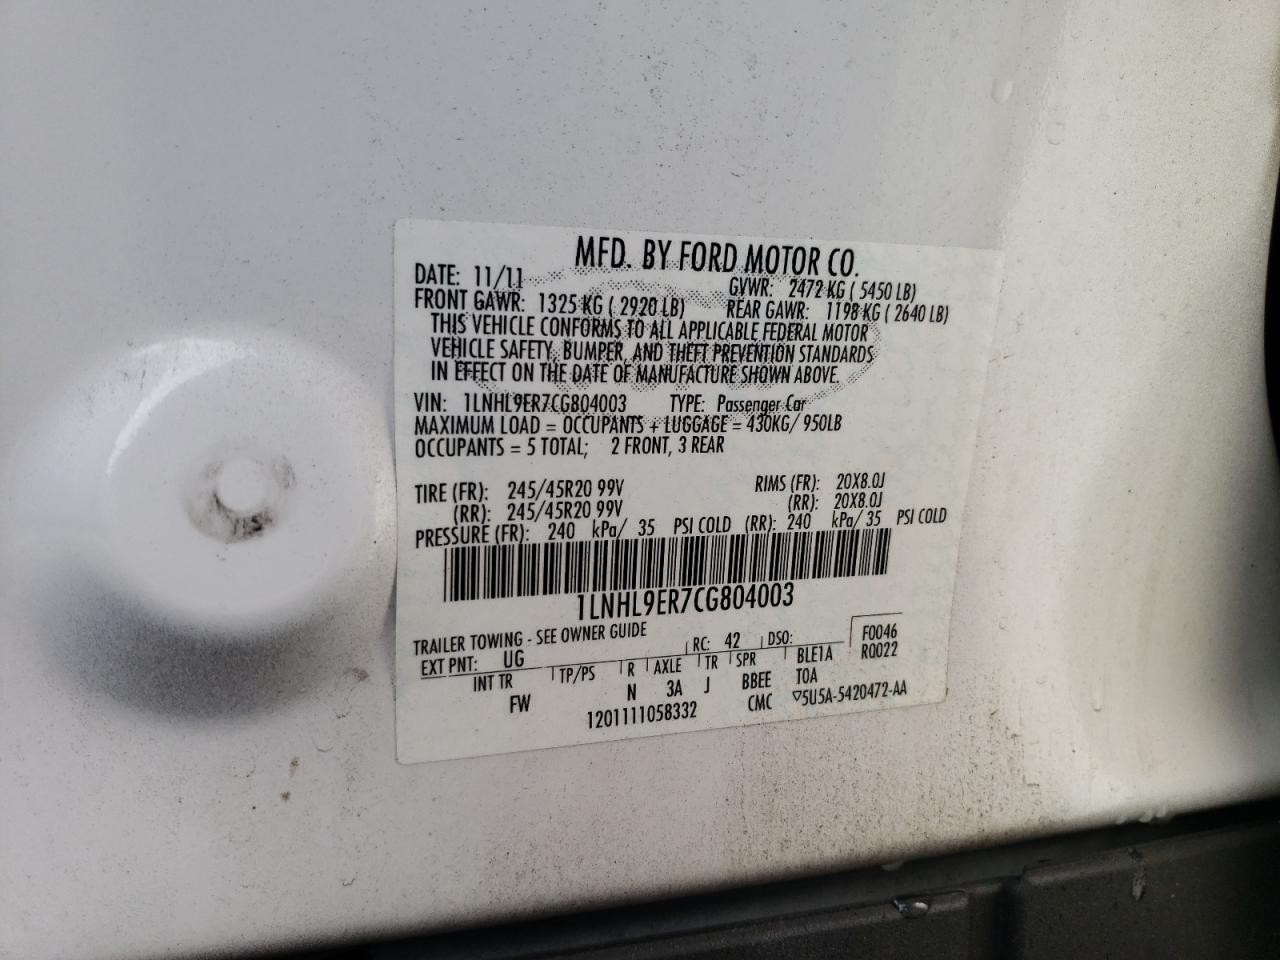 MFD. BY FORD MOTOR CO.
DATE: 11/11 GVWR: 2472 KG ( 5450 LB)
FRONT GAWR: 1325 KG ( 2920 LB) REAR GAWR: 1198 KG ( 2640 LB)
THIS VEHICLE CONFORMS TO ALL APPLICABLE FEDERAL MOTOR
VEHICLE SAFETY, BUMPER, AND THEFT PREVENTION STANDARDS
IN EFFECT ON THE DATE OF MANUFACTURE SHOWN ABOVE.
VIN: 1LNHL9ER7CG804003 TYPE: Passenger Car
MAXIMUM LOAD = OCCUPANTS + LUGGAGE = 430KG/ 950LB
OCCUPANTS = 5 TOTAL; 2 FRONT, 3 REAR
TIRE (FR): 245/45R20 99V RIMS (FR): 20X8.0J
(RR): 245/45R20 99V (RR): 20X8.0J
PRESSURE (FR): 240 kPa/ 35 PSI COLD (RR): 240 kPa/ 35 PSI COLD
1LNHL9ER7CG804003
TRAILER TOWING - SEE OWNER GUIDE
EXT PNT: UG RC: 42 DSO: F0046
R0022
INT TR TP/PS R AXLE TR SPR BLE1A
FW N 3A J BBEE T0A
1201111058332 CMC ▽5U5A-5420472-AA